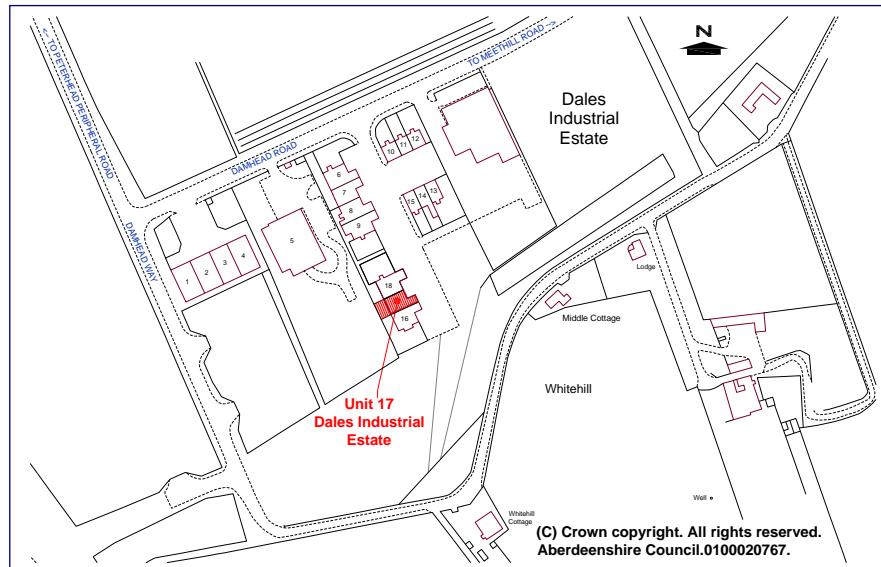 <-- TO PETERHEAD PERIPHERAL ROAD
TO MEETHILL ROAD -->
N
Dales
Industrial
Estate
DAMHEAD ROAD
DAMHEAD WAY
10
11
12
6
7
8
9
15
14
13
5
1
2
3
4
18
16
Lodge
Middle Cottage
Whitehill
Unit 17
Dales Industrial
Estate
Well
Whitehill
Cottage
(C) Crown copyright. All rights reserved.
Aberdeenshire Council.0100020767.